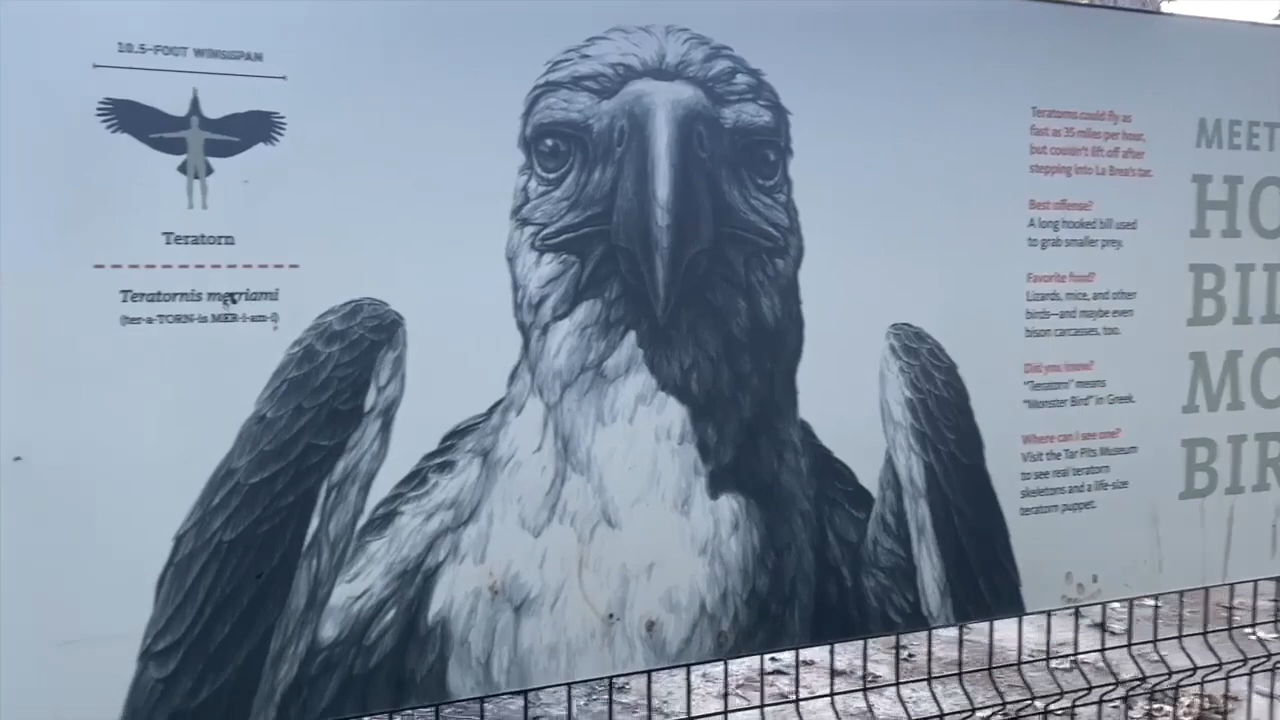 10.5-FOOT WINGSPAN
Teratorn
Teratornis merriami
(ter-a-TORN-is MER-i-am-i)
Teratorns could fly as
fast as 35 miles per hour,
but couldn't lift off after
stepping into La Brea's tar.
Best offense?
A long hooked bill used
to grab smaller prey.
Favorite food?
Lizards, mice, and other
birds—and maybe even
bison carcasses, too.
Did you know?
"Teratorn" means
"Monster Bird" in Greek.
Where can I see one?
Visit the Tar Pits Museum
to see real teratorn
skeletons and a life-size
teratorn puppet.
MEET
HO
BIL
MO
BIR